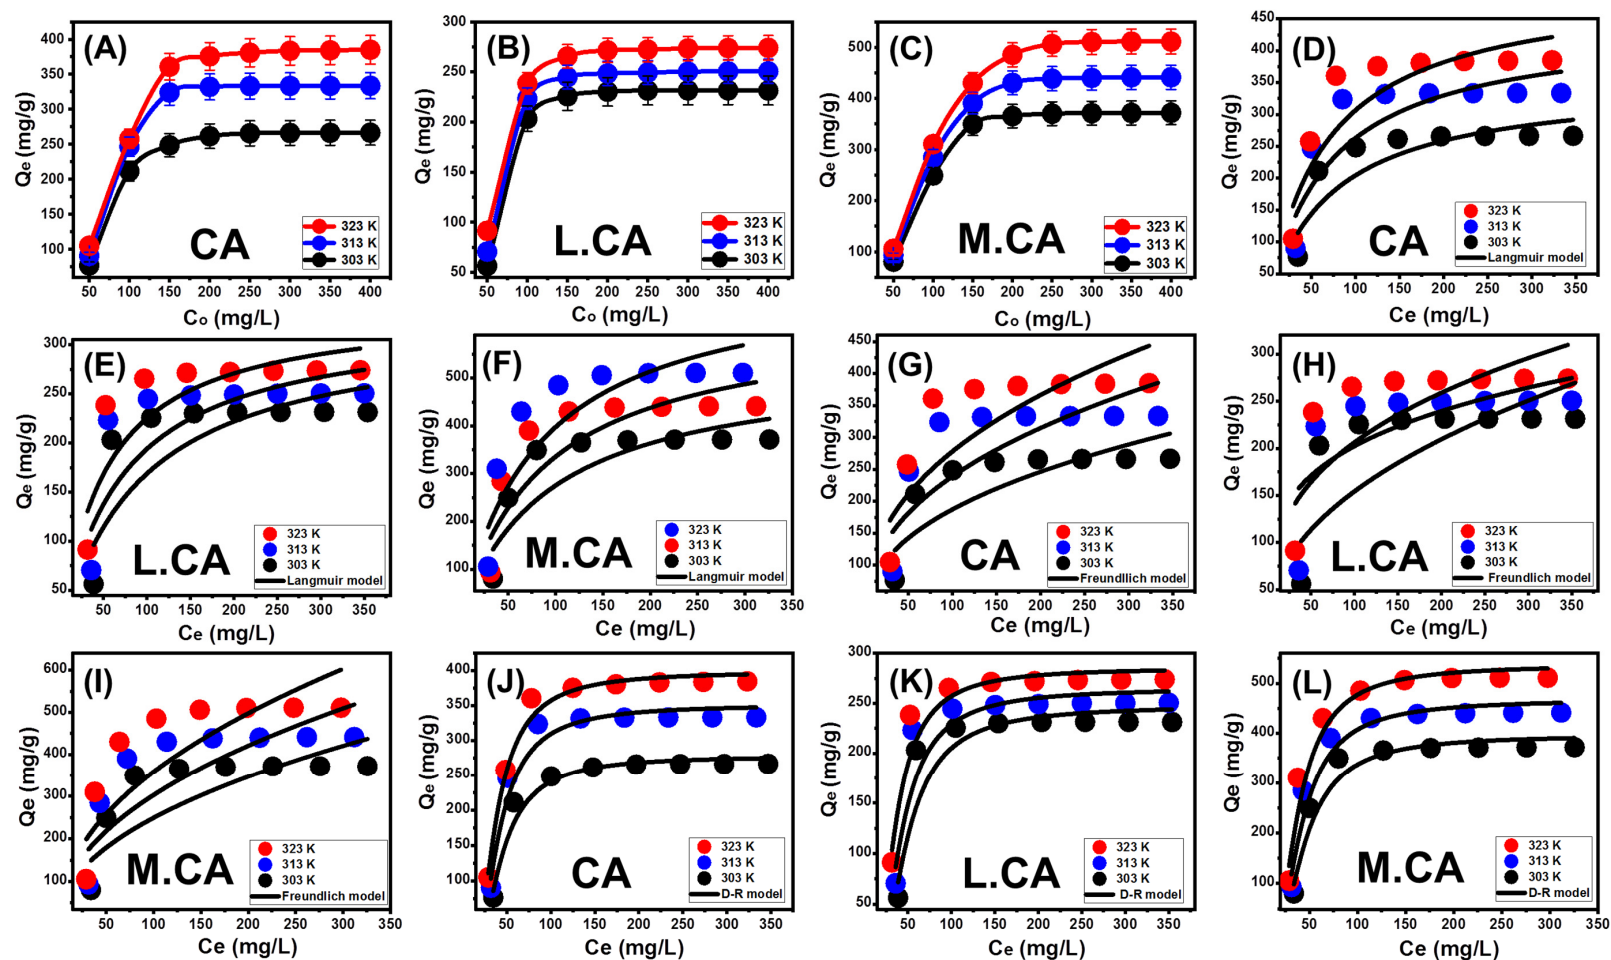 (A)
Qe (mg/g)
400
350
300
250
200
150
100
323 K
313 K
303 K
CA
50 100 150 200 250 300 350 400
Co (mg/L)
(B)
Qe (mg/g)
300
250
200
150
100
50
323 K
313 K
303 K
L.CA
50 100 150 200 250 300 350 400
Co (mg/L)
(C)
Qe (mg/g)
500
400
300
200
100
323 K
313 K
303 K
M.CA
50 100 150 200 250 300 350 400
Co (mg/L)
(D)
Qe (mg/g)
450
400
350
300
250
200
150
100
50
CA
323 K
313 K
303 K
Langmuir model
50 100 150 200 250 300 350
Ce (mg/L)
(E)
Qe (mg/g)
300
250
200
150
100
50
L.CA
323 K
313 K
303 K
Langmuir model
50 100 150 200 250 300 350
Ce (mg/L)
(F)
Qe (mg/g)
500
400
300
200
100
M.CA
323 K
313 K
303 K
Langmuir model
50 100 150 200 250 300 350
Ce (mg/L)
(G)
Qe (mg/g)
450
400
350
300
250
200
150
100
50
CA
323 K
313 K
303 K
Freundlich model
50 100 150 200 250 300 350
Ce (mg/L)
(H)
Qe (mg/g)
300
250
200
150
100
50
L.CA
323 K
313 K
303 K
Freundllich model
50 100 150 200 250 300 350
Ce (mg/L)
(I)
Qe (mg/g)
600
500
400
300
200
100
M.CA
323 K
313 K
303 K
Freundlich model
50 100 150 200 250 300 350
Ce (mg/L)
(J)
Qe (mg/g)
400
350
300
250
200
150
100
CA
323 K
313 K
303 K
D-R model
50 100 150 200 250 300 350
Ce (mg/L)
(K)
Qe (mg/g)
300
250
200
150
100
50
L.CA
323 K
313 K
303 K
D-R model
50 100 150 200 250 300 350
Ce (mg/L)
(L)
Qe (mg/g)
500
400
300
200
100
M.CA
323 K
313 K
303 K
D-R model
50 100 150 200 250 300 350
Ce (mg/L)